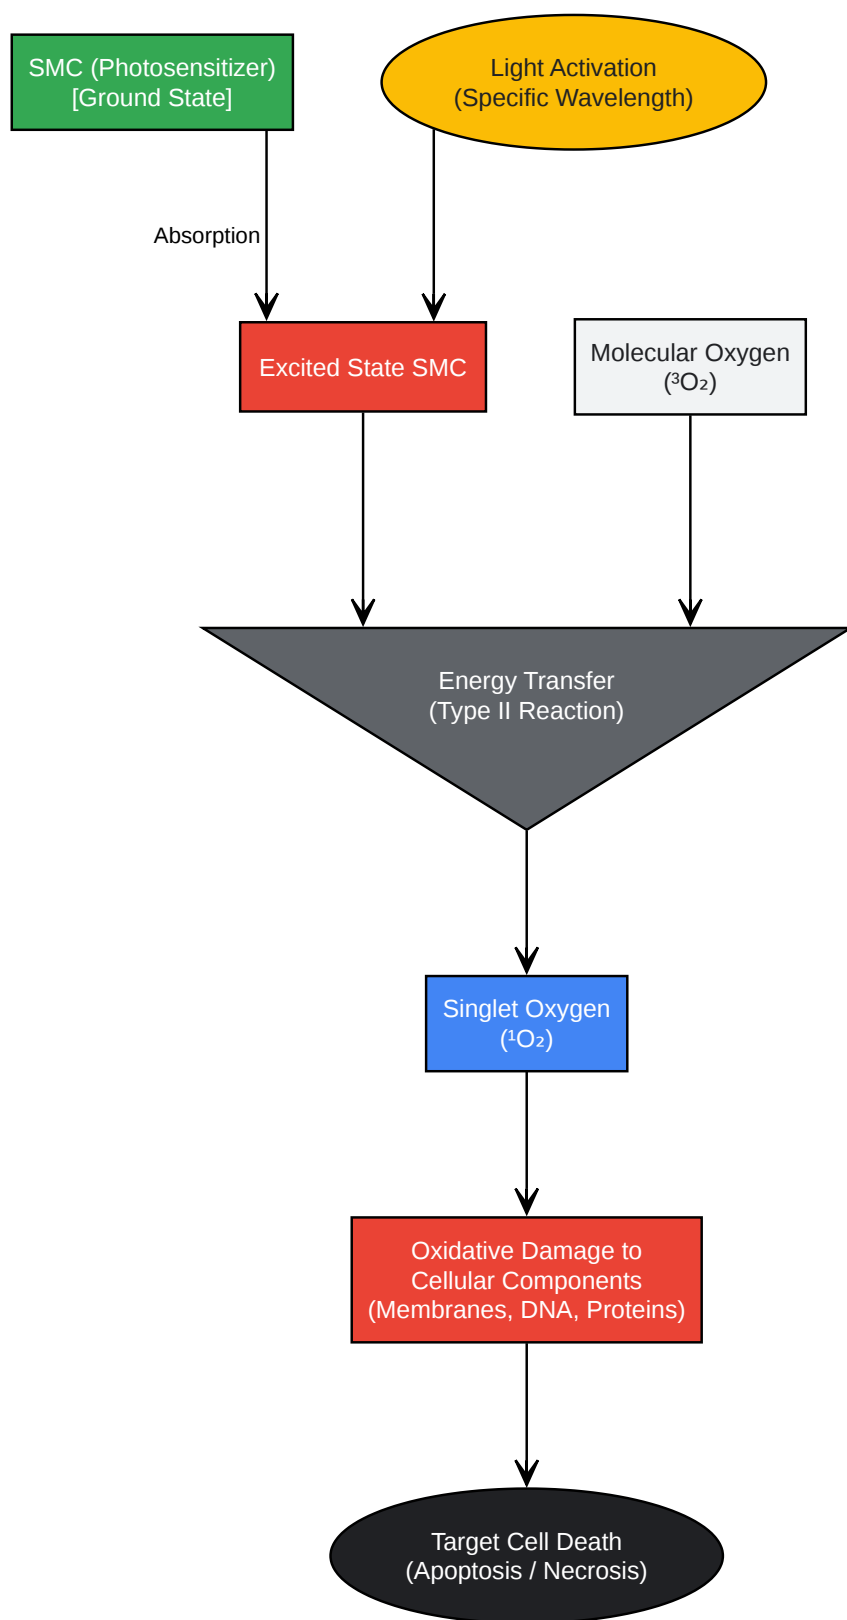 SMC (Photosensitizer)
[Ground State]
Light Activation
(Specific Wavelength)
Absorption
Excited State SMC
Molecular Oxygen
(³O₂)
Energy Transfer
(Type II Reaction)
Singlet Oxygen
(¹O₂)
Oxidative Damage to
Cellular Components
(Membranes, DNA, Proteins)
Target Cell Death
(Apoptosis / Necrosis)